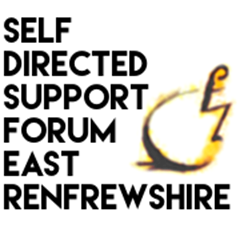 SELF
DIRECTED
SUPPORT
FORUM
EAST
RENFREWSHIRE